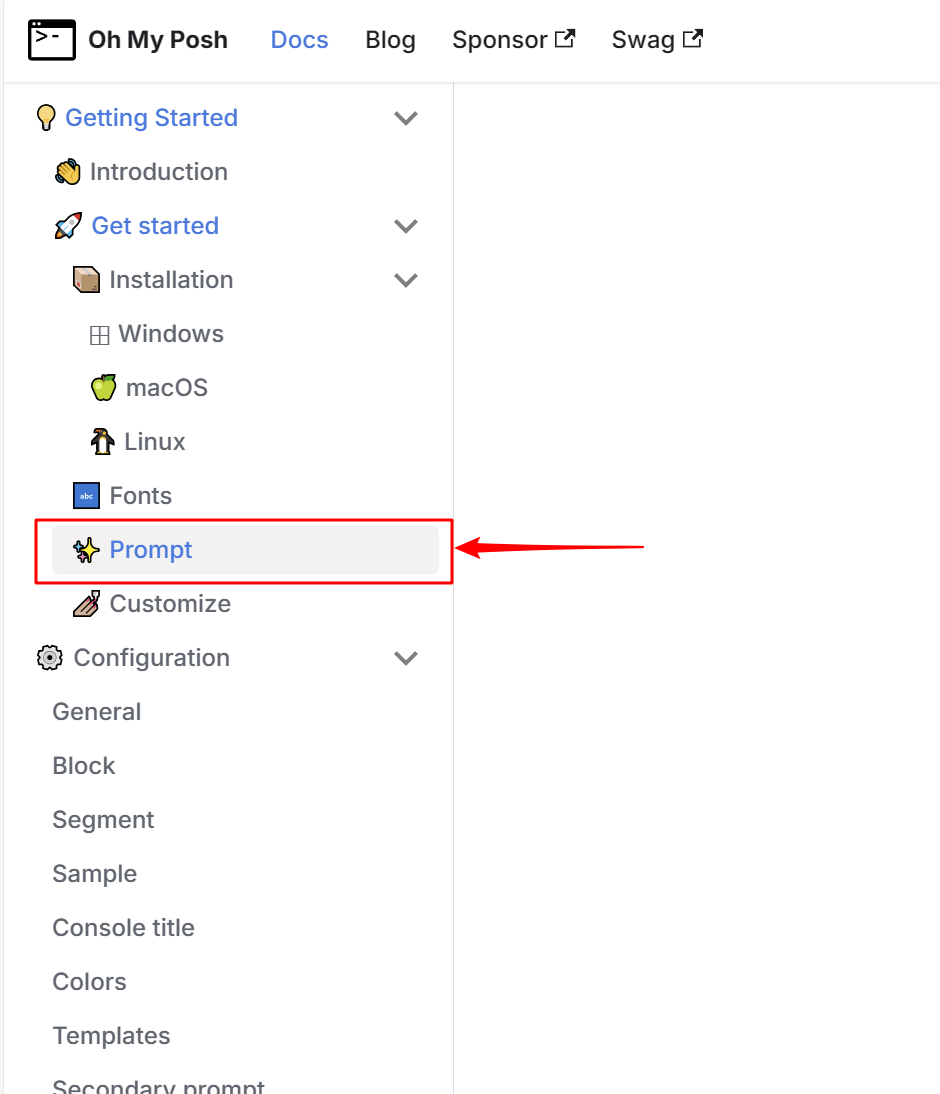 >-
Oh My Posh Docs Blog Sponsor Swag
Getting Started
Introduction
Get started
Installation
Windows
macOS
Linux
abc Fonts
Prompt
Customize
Configuration
General
Block
Segment
Sample
Console title
Colors
Templates
Secondary prompt